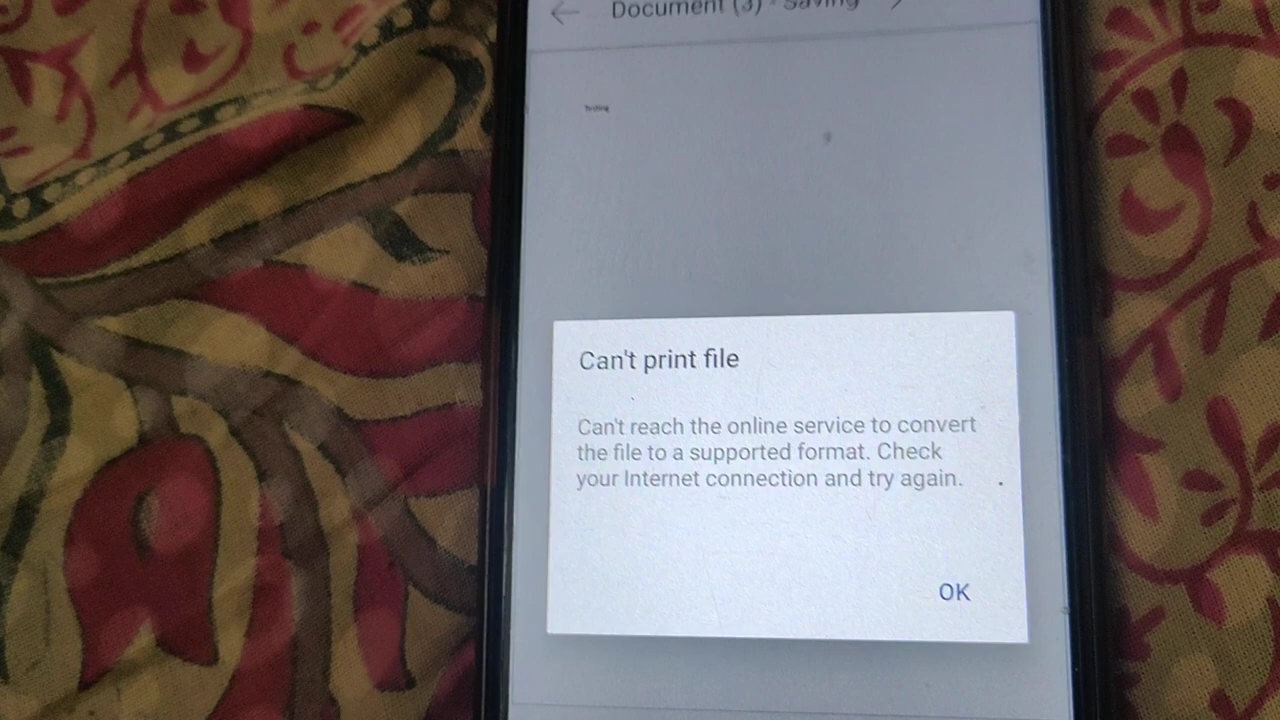 Document (3) - Saving
Testing
Can't print file
Can't reach the online service to convert
the file to a supported format. Check
your Internet connection and try again.
OK